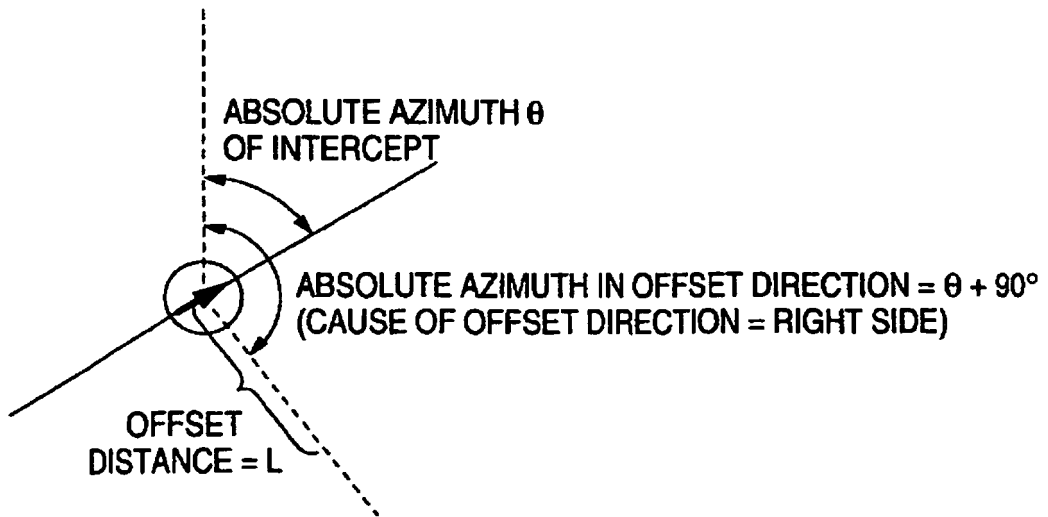 ABSOLUTE AZIMUTH θ
OF INTERCEPT
ABSOLUTE AZIMUTH IN OFFSET DIRECTION = θ + 90°
(CAUSE OF OFFSET DIRECTION = RIGHT SIDE)
OFFSET
DISTANCE = L